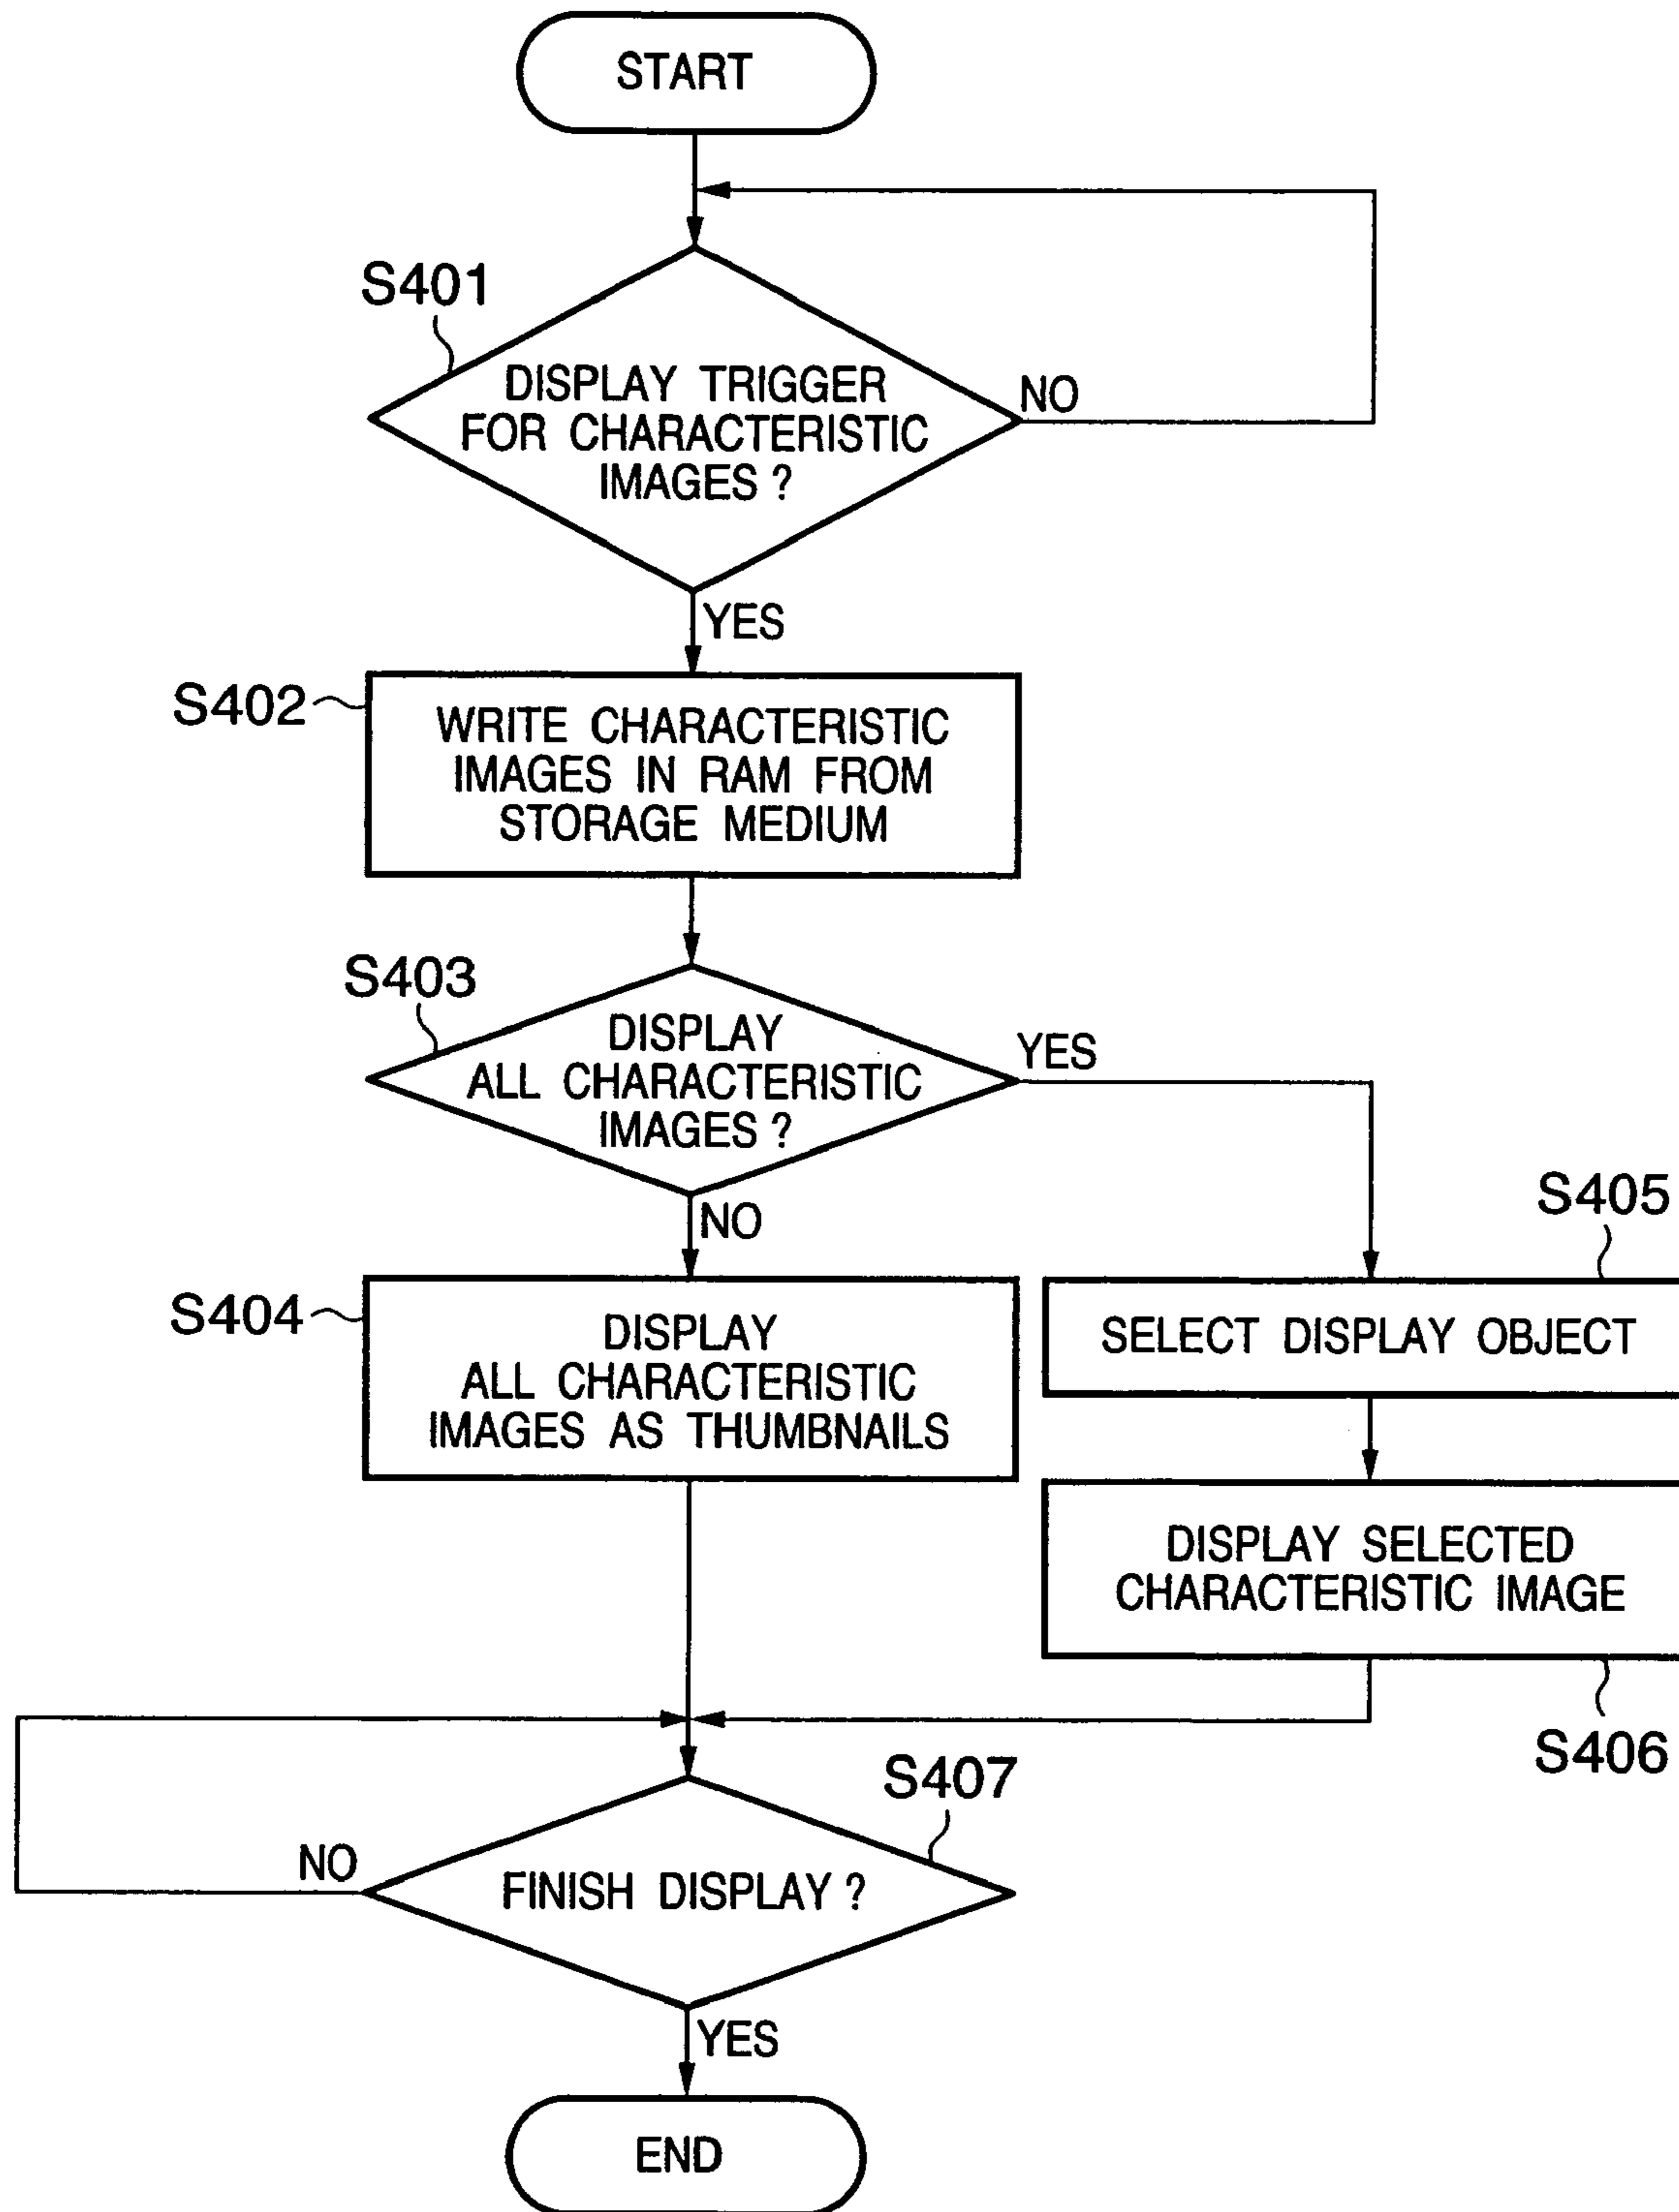 START
S401
DISPLAY TRIGGER
FOR CHARACTERISTIC
IMAGES ?
NO
YES
S402
WRITE CHARACTERISTIC
IMAGES IN RAM FROM
STORAGE MEDIUM
S403
DISPLAY
ALL CHARACTERISTIC
IMAGES ?
YES
NO
S404
DISPLAY
ALL CHARACTERISTIC
IMAGES AS THUMBNAILS
S405
SELECT DISPLAY OBJECT
DISPLAY SELECTED
CHARACTERISTIC IMAGE
S406
S407
FINISH DISPLAY ?
NO
YES
END